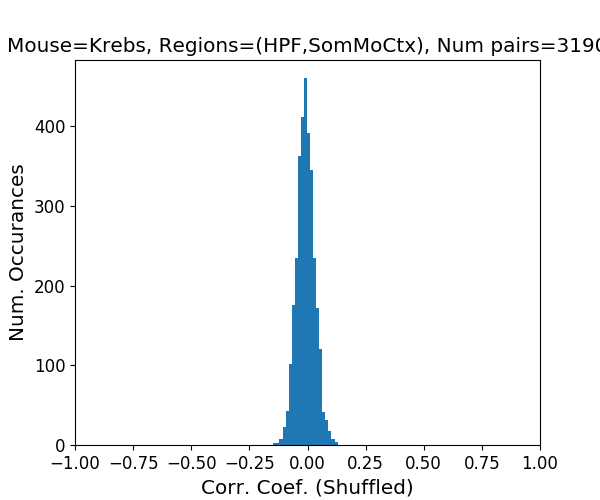 Mouse=Krebs, Regions=(HPF,SomMoCtx), Num pairs=3190
Num. Occurances
400
300
200
100
0
−1.00 −0.75 −0.50 −0.25 0.00 0.25 0.50 0.75 1.00
Corr. Coef. (Shuffled)